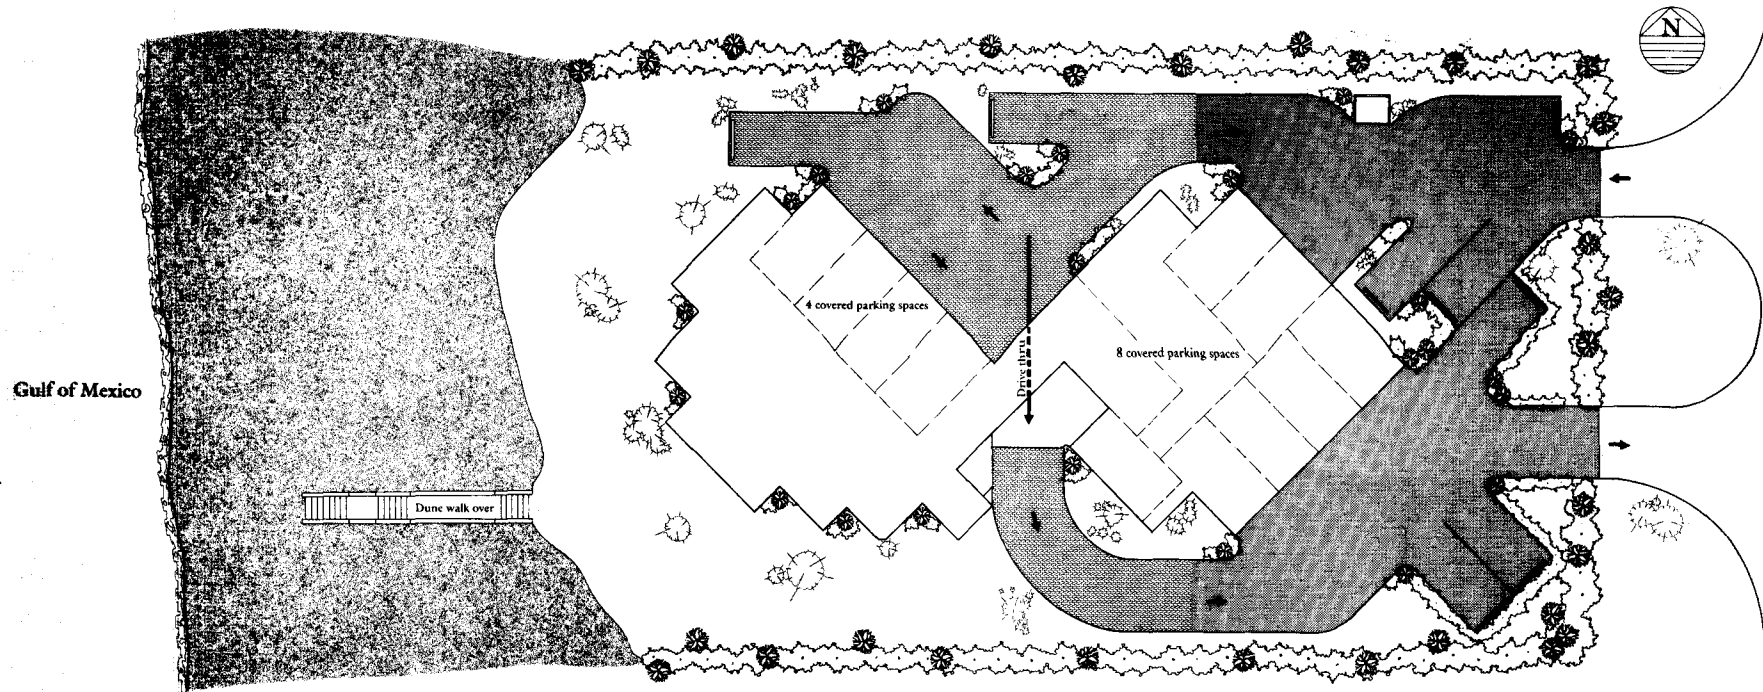 N
4 covered parking spaces
8 covered parking spaces
Drive thru
Gulf of Mexico
Dune walk over